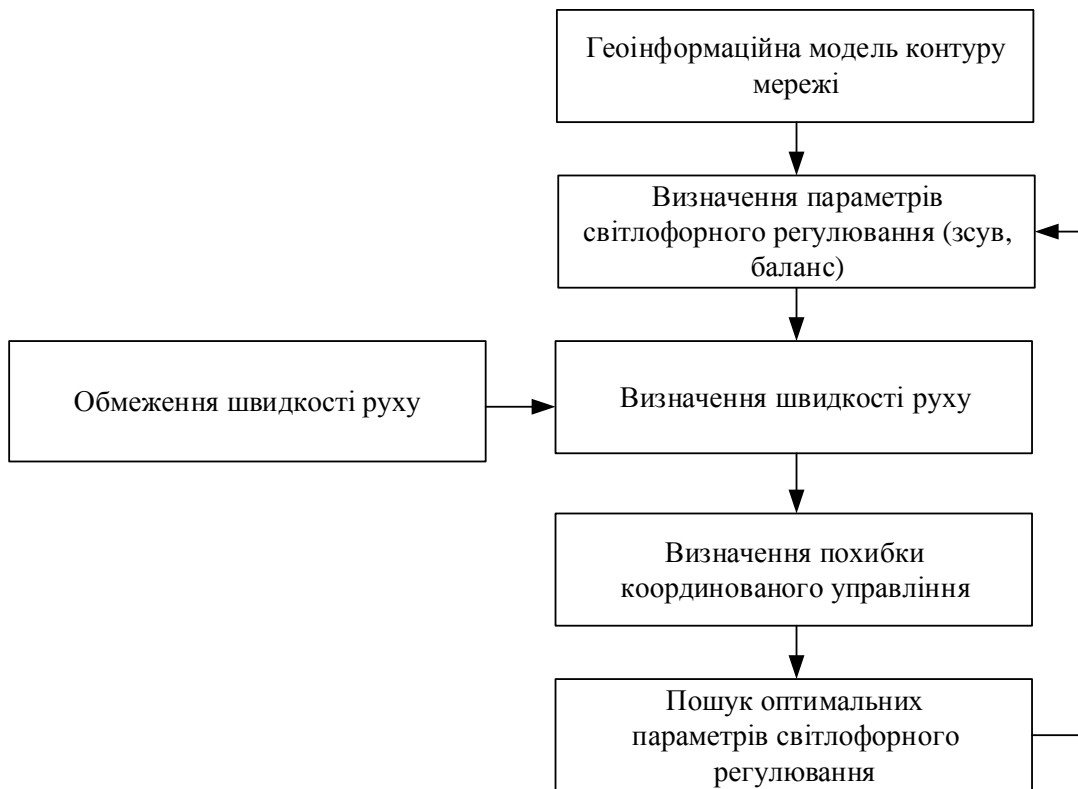 Геоінформаційна модель контуру
мережі
Визначення параметрів
світлофорного регулювання (зсув,
баланс)
Обмеження швидкості руху
Визначення швидкості руху
Визначення похибки
координованого управління
Пошук оптимальних
параметрів світлофорного
регулювання